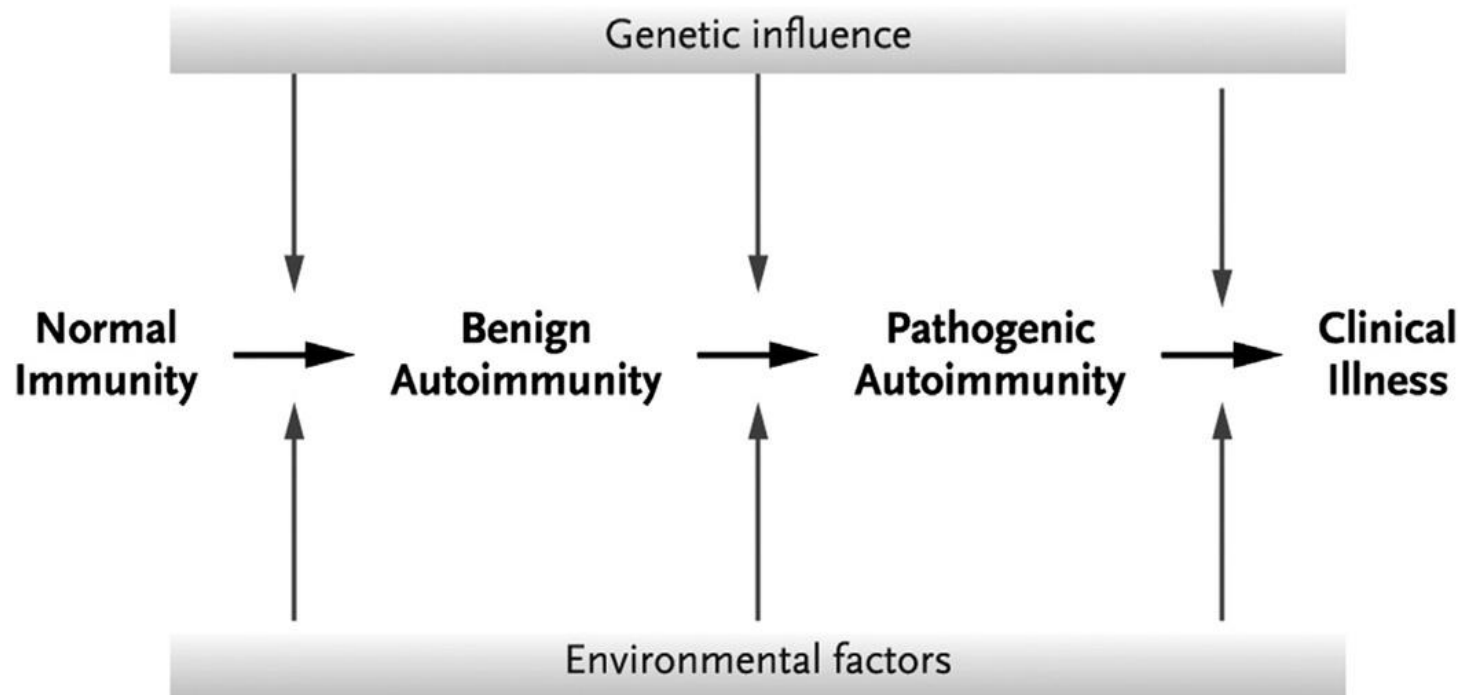 Genetic influence
Normal
Immunity
Benign
Autoimmunity
Pathogenic
Autoimmunity
Clinical
Illness
Environmental factors